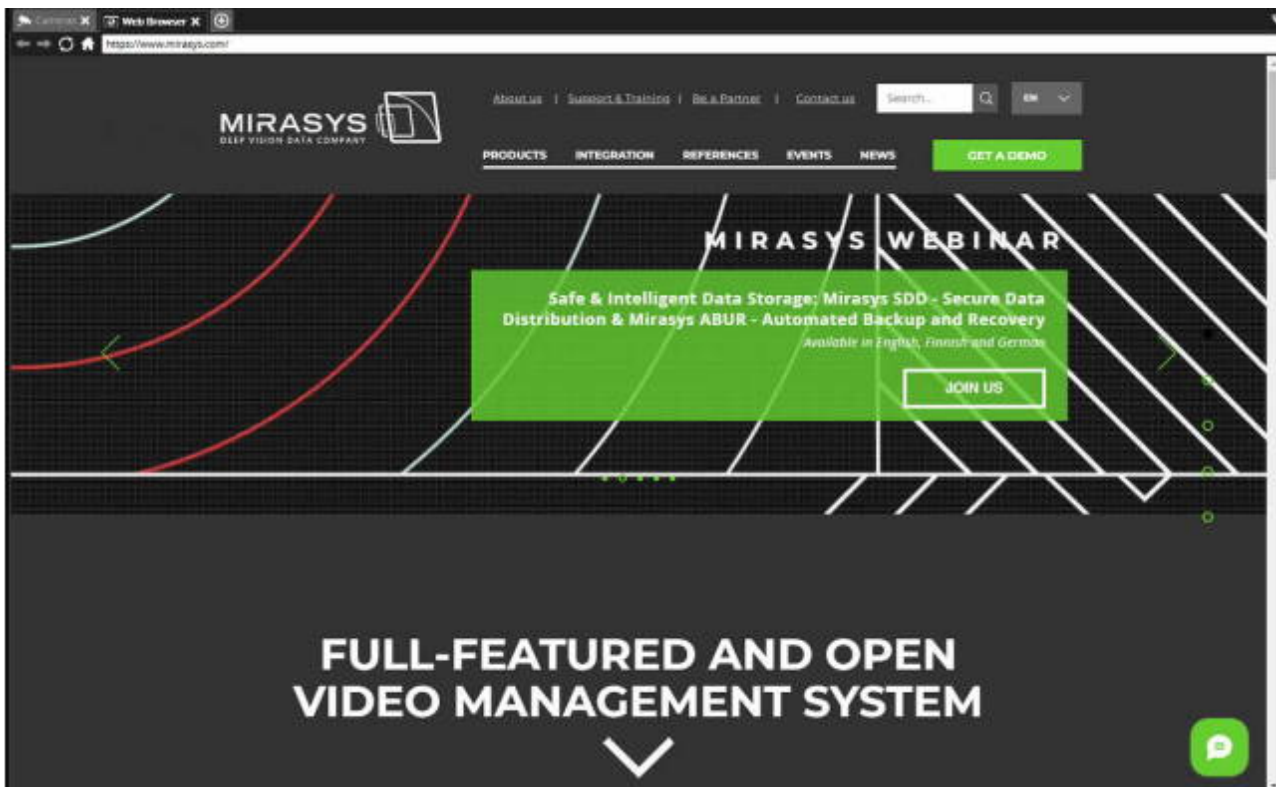 Cameras
Web Browser
https://www.mirasys.com/
MIRASYS
DEEP VISION DATA COMPANY
About us | Support & Training | Be a Partner | Contact us
Search...
EN
PRODUCTS INTEGRATION REFERENCES EVENTS NEWS
GET A DEMO
MIRASYS WEBINAR
Safe & Intelligent Data Storage: Mirasys SDD - Secure Data
Distribution & Mirasys ABUR - Automated Backup and Recovery
Available in English, Finnish and German
JOIN US
FULL-FEATURED AND OPEN
VIDEO MANAGEMENT SYSTEM